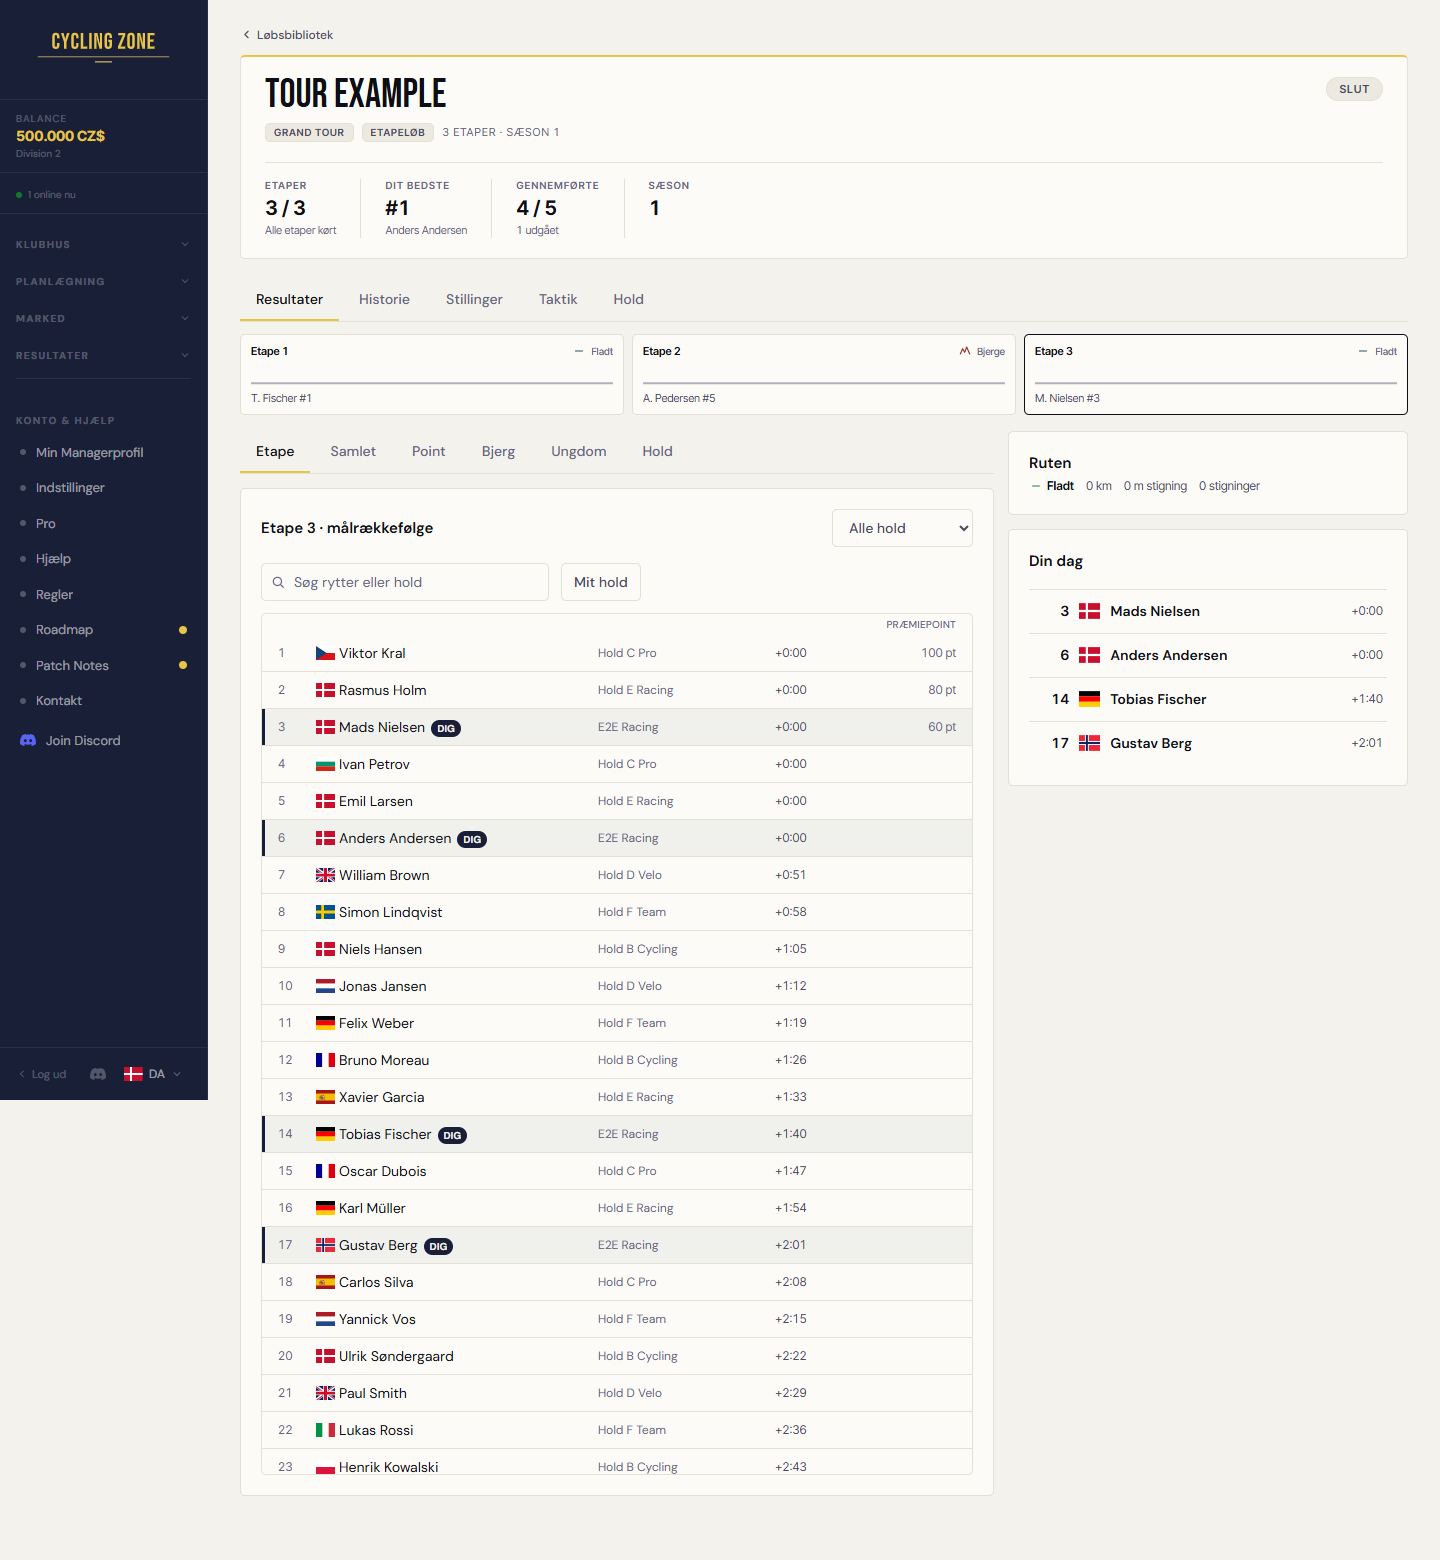 CYCLING ZONE
BALANCE
500.000 CZ$
Division 2
1 online nu
KLUBHUS
PLANLÆGNING
MARKED
RESULTATER
KONTO & HJÆLP
Min Managerprofil
Indstillinger
Pro
Hjælp
Regler
Roadmap
Patch Notes
Kontakt
Join Discord
Log ud
DA
Løbsbibliotek
TOUR EXAMPLE
SLUT
GRAND TOUR ETAPELØB 3 ETAPER · SÆSON 1
ETAPER DIT BEDSTE GENNEMFØRTE SÆSON
3 / 3 #1 4 / 5 1
Alle etaper kørt Anders Andersen 1 udgået
Resultater Historie Stillinger Taktik Hold
Etape 1 Fladt
T. Fischer #1
Etape 2 Bjerge
A. Pedersen #5
Etape 3 Fladt
M. Nielsen #3
Etape Samlet Point Bjerg Ungdom Hold
Etape 3 · målrækkefølge
Alle hold
Søg rytter eller hold
Mit hold
PRÆMIEPOINT
1 Viktor Kral Hold C Pro +0:00 100 pt
2 Rasmus Holm Hold E Racing +0:00 80 pt
3 Mads Nielsen DIG E2E Racing +0:00 60 pt
4 Ivan Petrov Hold C Pro +0:00
5 Emil Larsen Hold E Racing +0:00
6 Anders Andersen DIG E2E Racing +0:00
7 William Brown Hold D Velo +0:51
8 Simon Lindqvist Hold F Team +0:58
9 Niels Hansen Hold B Cycling +1:05
10 Jonas Jansen Hold D Velo +1:12
11 Felix Weber Hold F Team +1:19
12 Bruno Moreau Hold B Cycling +1:26
13 Xavier Garcia Hold E Racing +1:33
14 Tobias Fischer DIG E2E Racing +1:40
15 Oscar Dubois Hold C Pro +1:47
16 Karl Müller Hold E Racing +1:54
17 Gustav Berg DIG E2E Racing +2:01
18 Carlos Silva Hold C Pro +2:08
19 Yannick Vos Hold F Team +2:15
20 Ulrik Søndergaard Hold B Cycling +2:22
21 Paul Smith Hold D Velo +2:29
22 Lukas Rossi Hold F Team +2:36
23 Henrik Kowalski Hold B Cycling +2:43
Ruten
Fladt 0 km 0 m stigning 0 stigninger
Din dag
3 Mads Nielsen +0:00
6 Anders Andersen +0:00
14 Tobias Fischer +1:40
17 Gustav Berg +2:01